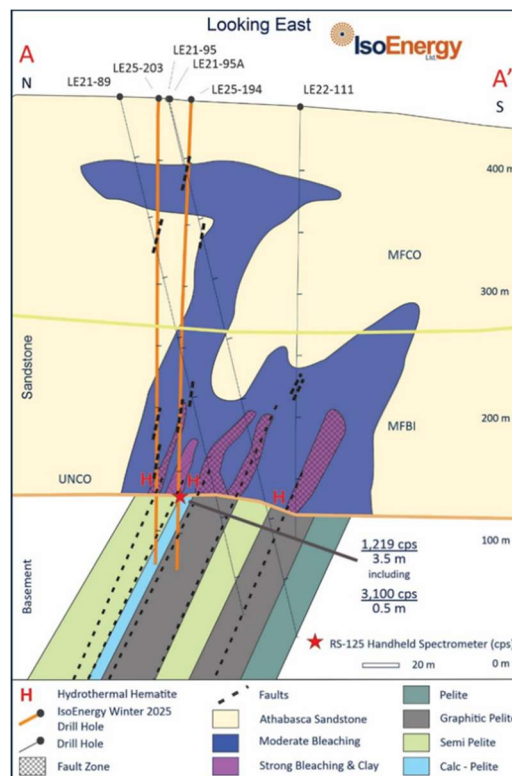 Looking East
IsoEnergy
Ltd.
A
A'
N
S
LE21-89
LE25-203
LE21-95
LE21-95A
LE25-194
LE22-111
400 m
MFCO
300 m
Sandstone
200 m
MFBI
UNCO
H
H
H
100 m
Basement
1,219 cps
3.5 m
including
3,100 cps
0.5 m
RS-125 Handheld Spectrometer (cps)
20 m
0 m
H Hydrothermal Hematite
IsoEnergy Winter 2025
Drill Hole
Drill Hole
Fault Zone
Faults
Athabasca Sandstone
Moderate Bleaching
Strong Bleaching & Clay
Pelite
Graphitic Pelite
Semi Pelite
Calc - Pelite